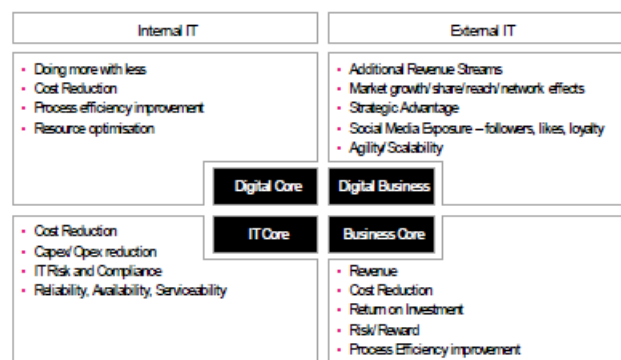 Internal IT
External IT
• Doing more with less
• Cost Reduction
• Process efficiency improvement
• Resource optimisation
• Additional Revenue Streams
• Market growth/share/reach/network effects
• Strategic Advantage
• Social Media Exposure – followers, likes, loyalty
• Agility/Scalability
Digital Core
Digital Business
IT Core
Business Core
• Cost Reduction
• Capex/Opex reduction
• IT Risk and Compliance
• Reliability, Availability, Serviceability
• Revenue
• Cost Reduction
• Return on Investment
• Risk/Reward
• Process Efficiency improvement